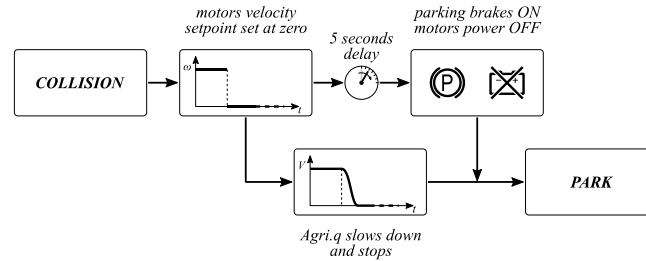 motors velocity
setpoint set at zero
5 seconds
delay
parking brakes ON
motors power OFF
COLLISION
ω
t
P
- +
V
t
PARK
Agri.q slows down
and stops